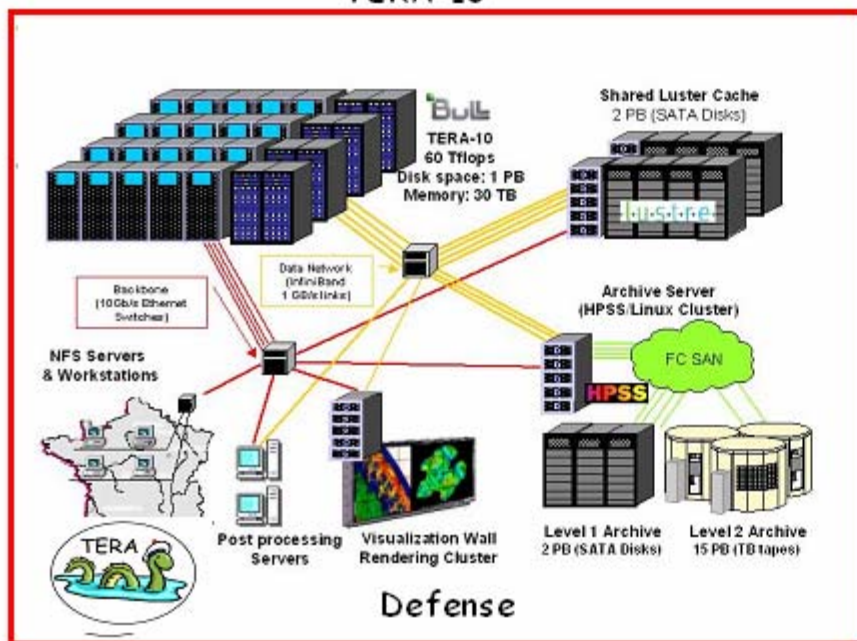 TERA-10
Bull
TERA-10
60 Tflops
Disk space: 1 PB
Memory: 30 TB
Shared Luster Cache
2 PB (SATA Disks)
lustre
Data Network
(InfiniBand
1 GB/s links)
Backbone
(10Gb/s Ethernet
Switches)
Archive Server
(HPSS/Linux Cluster)
NFS Servers
& Workstations
FC SAN
HPSS
TERA
Post processing
Servers
Visualization Wall
Rendering Cluster
Level 1 Archive
2 PB (SATA Disks)
Level 2 Archive
15 PB (TB tapes)
Defense